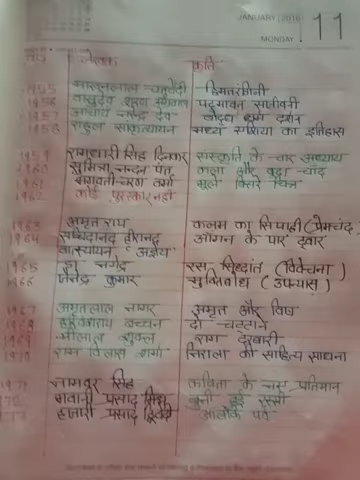 JANUARY (2016)
MONDAY 11
वर्ष लेखक कृति
1955 माखनलाल चतुर्वेदी हिमतरंगिनी
1956 वासुदेव शरण अग्रवाल पद्मावत संजीवनी
1957 आचार्य नरेन्द्र देव बौद्ध धर्म दर्शन
1958 राहुल सांकृत्यायन मध्य एशिया का इतिहास
1959 रामधारी सिंह दिनकर संस्कृति के चार अध्याय
1960 सुमित्रा नन्दन पंत कला और बूढ़ा चाँद
1961 भगवती चरण वर्मा भूले बिसरे चित्र
1962 कोई पुरस्कार नही
1963 अमृत राय कलम का सिपाही (प्रेमचंद)
1964 सच्चिदानंद हीरानंद आँगन के पार द्वार
वात्स्यायन 'अज्ञेय'
1965 डा० नगेन्द्र रस सिद्दांत (विवेचना)
1966 जैनेन्द्र कुमार मुक्तिबोध (उपन्यास)
1967 अमृतलाल नागर अमृत और विष
1968 हरिवंशराय बच्चन दो चट्टाने
1969 श्रीलाल शुक्ल राग दरबारी
1970 राम विलास शर्मा निराला की साहित्य साधना
1971 नामवर सिंह कविता के नए प्रतिमान
1972 भवानी प्रसाद मिश्र बुनी हुई रस्सी
1973 हजारी प्रसाद द्विवेदी आलोक पर्व